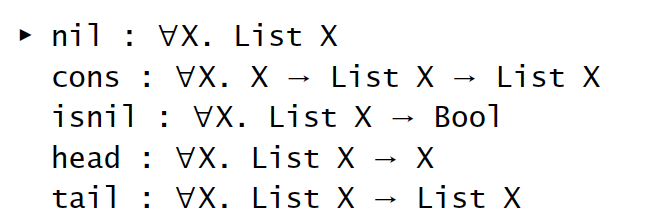 ▶ nil : ∀X. List X
cons : ∀X. X → List X → List X
isnil : ∀X. List X → Bool
head : ∀X. List X → X
tail : ∀X. List X → List X